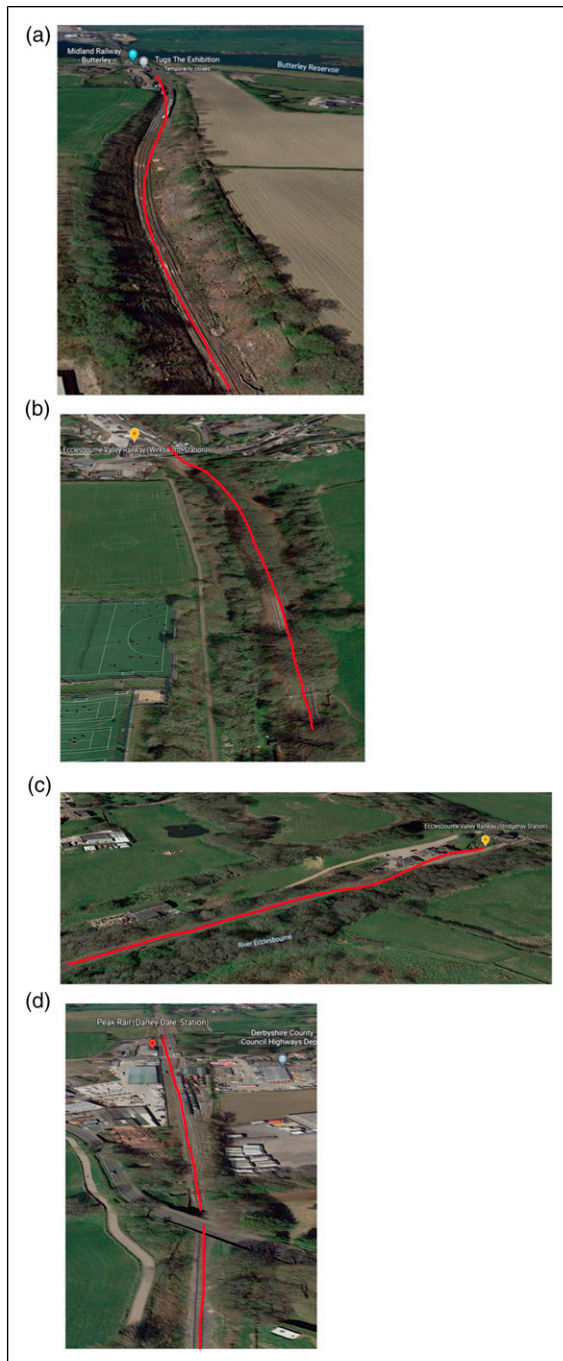 (a)
Midland Railway
- Butterley
Tugs The Exhibition
Temporarily closed
Butterley Reservoir
(b)
Ecclesbourne Valley Railway (Wirksworth Station)
(c)
Ecclesbourne Valley Railway (Idridgehay Station)
River Ecclesbourne
(d)
Peak Rail (Darley Dale Station)
Derbyshire County
Council Highways Dep